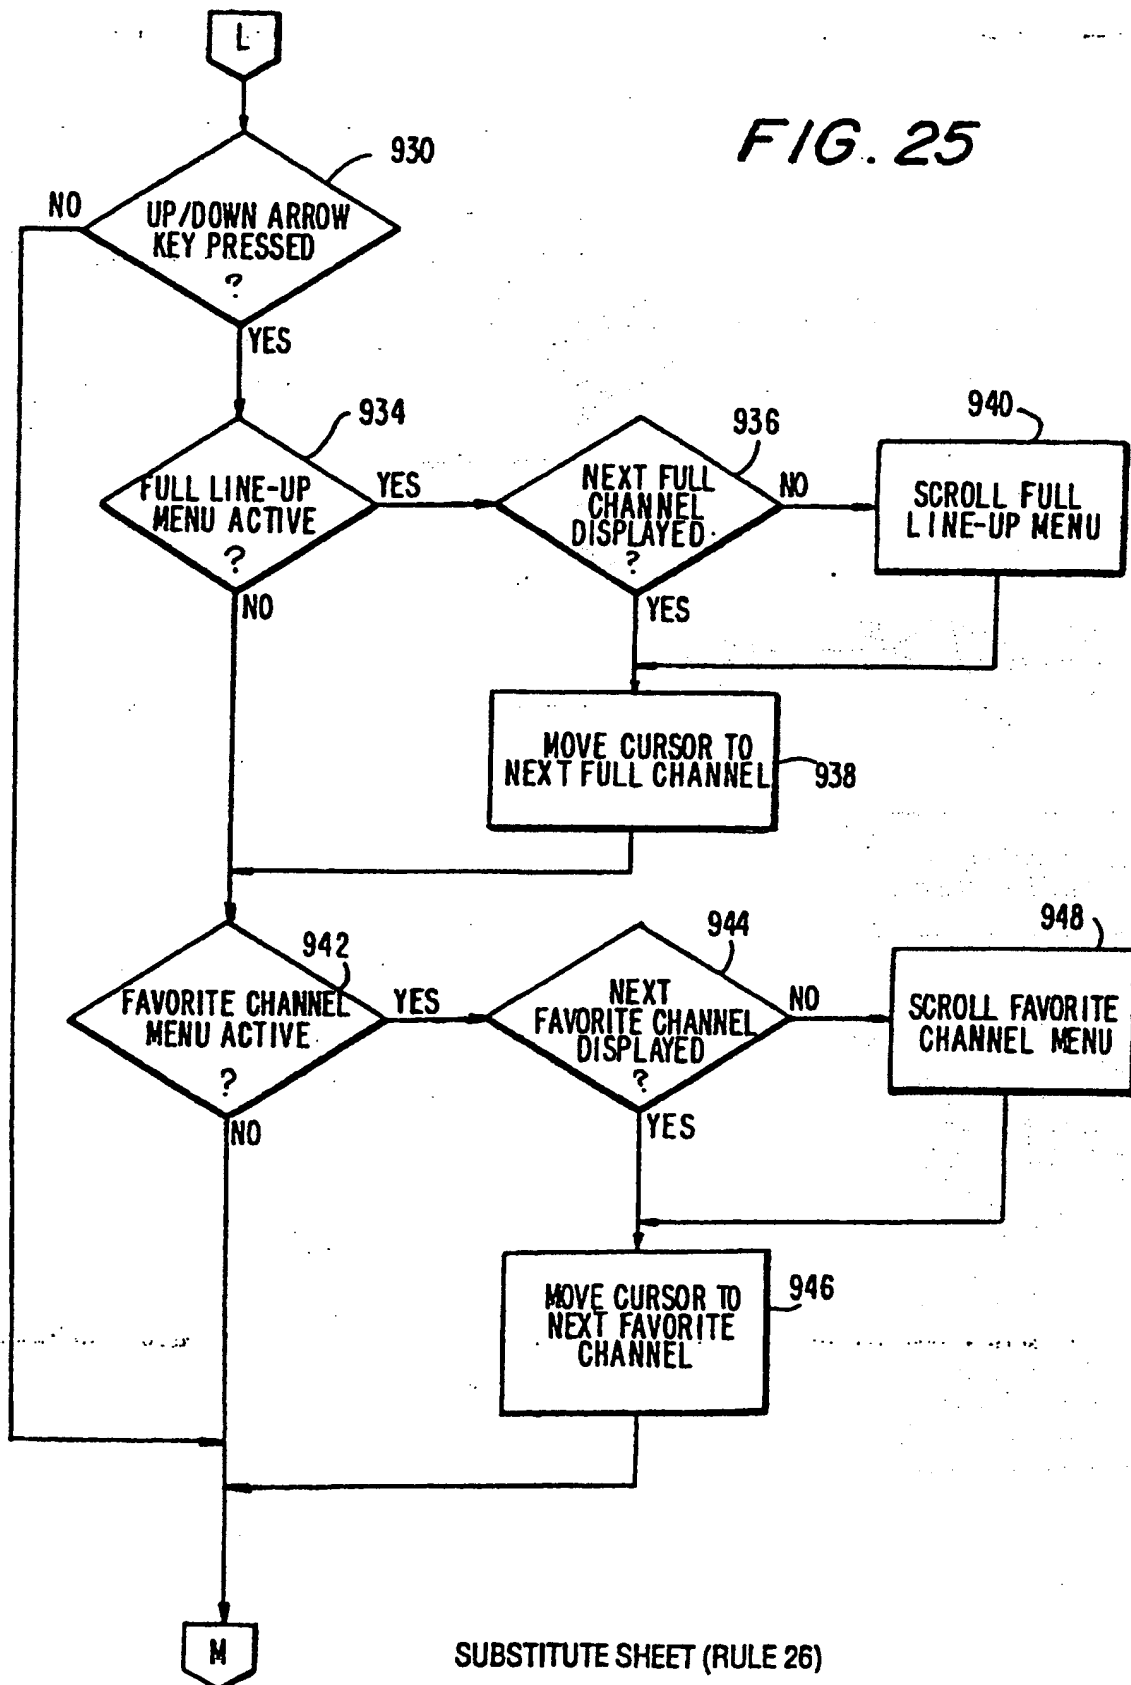 L
FIG. 25
930
NO
UP/DOWN ARROW
KEY PRESSED
?
YES
934
FULL LINE-UP
MENU ACTIVE
?
YES
NO
936
NEXT FULL
CHANNEL
DISPLAYED
?
NO
YES
940
SCROLL FULL
LINE-UP MENU
MOVE CURSOR TO
NEXT FULL CHANNEL
938
942
FAVORITE CHANNEL
MENU ACTIVE
?
YES
NO
944
NEXT
FAVORITE CHANNEL
DISPLAYED
?
NO
YES
948
SCROLL FAVORITE
CHANNEL MENU
MOVE CURSOR TO
NEXT FAVORITE
CHANNEL
946
M
SUBSTITUTE SHEET (RULE 26)